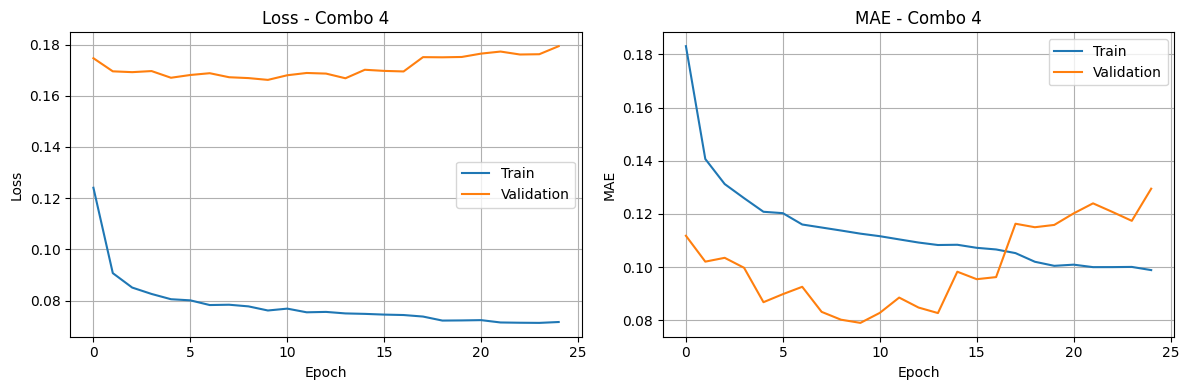 Loss - Combo 4
0.18
0.16
0.14
0.12
0.10
0.08
Loss
Train
Validation
0 5 10 15 20 25
Epoch
MAE - Combo 4
0.18
0.16
0.14
0.12
0.10
0.08
MAE
Train
Validation
0 5 10 15 20 25
Epoch